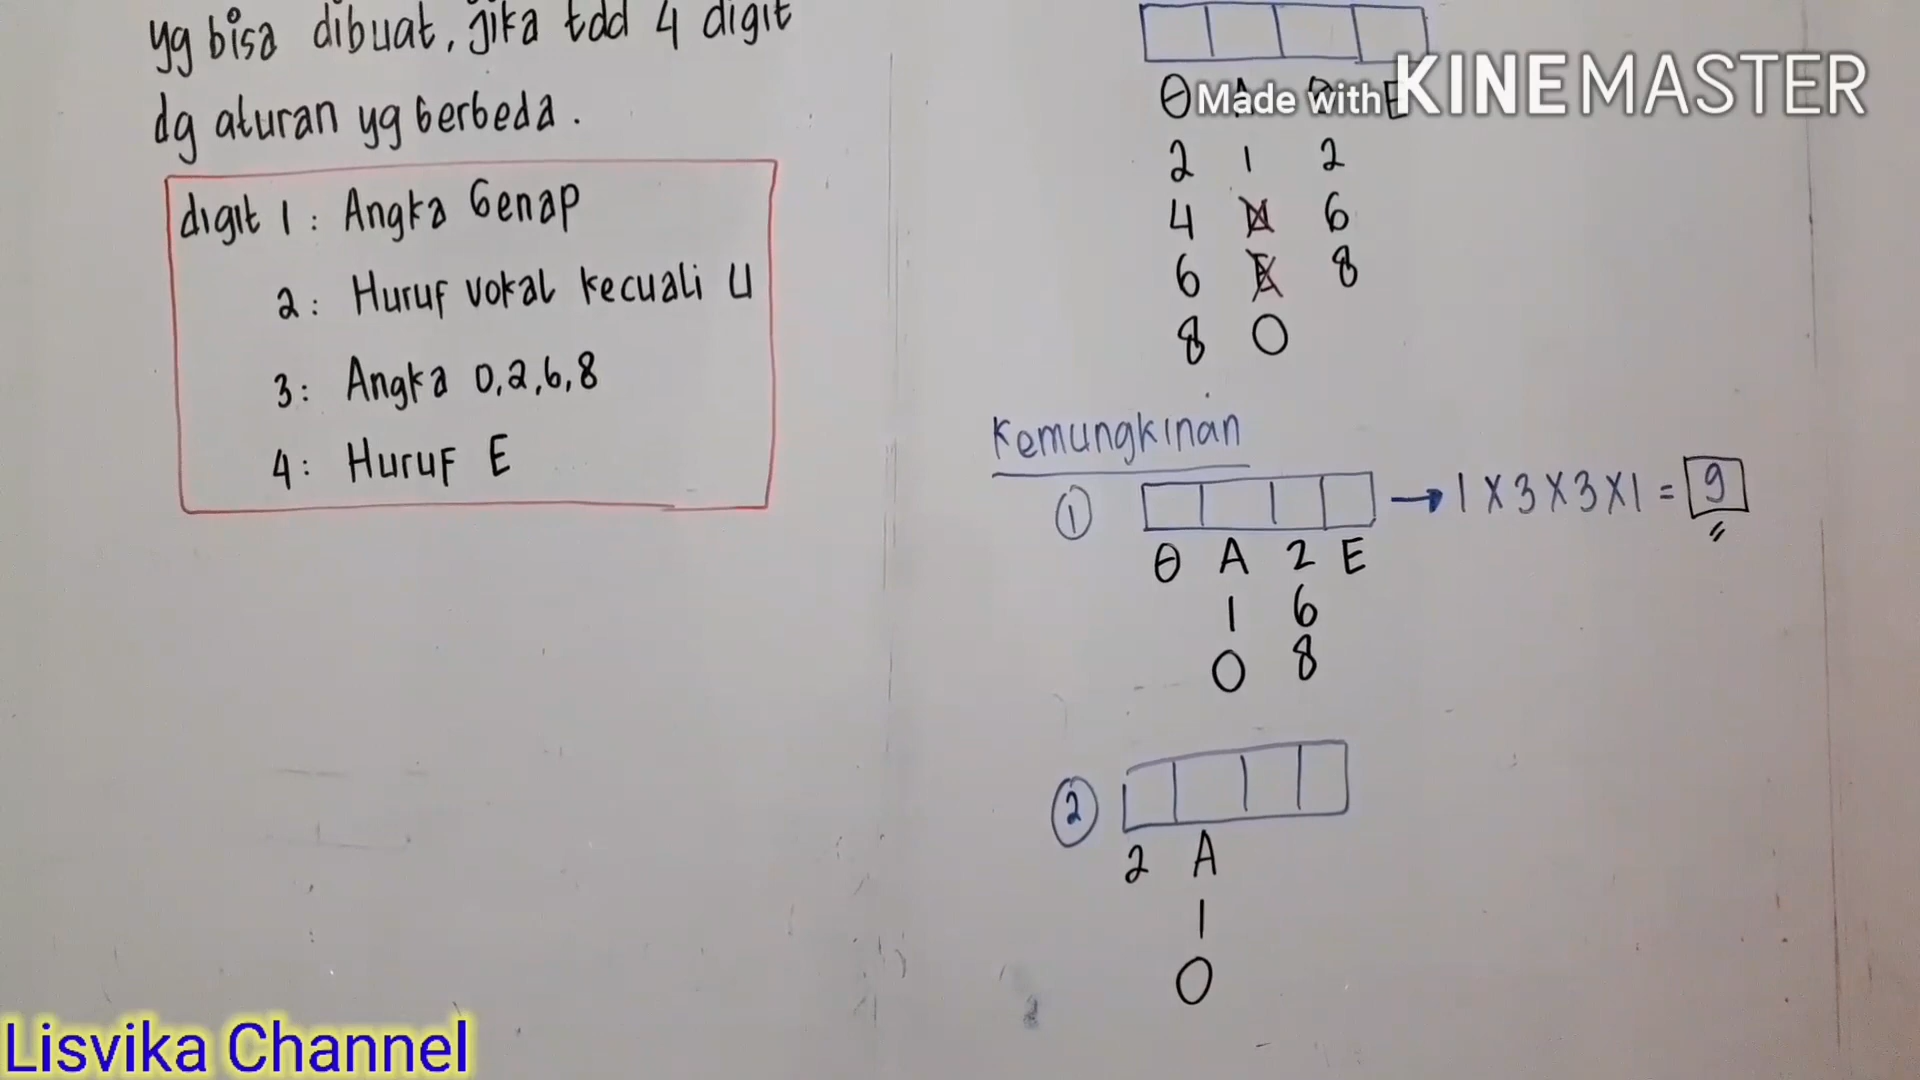 yg bisa dibuat, jika tdd 4 digit
dg aturan yg berbeda.
digit 1: Angka Genap
2: Huruf vokal kecuali U
3: Angka 0,2,6,8
4: Huruf E
Made with KINEMASTER
0
2 1 2
4 6
6 8
8 O
Kemungkinan
1 → 1 X 3 X 3 X 1 = 9
0 A 2 E
I 6
O 8
2
2 A
I
O
Lisvika Channel